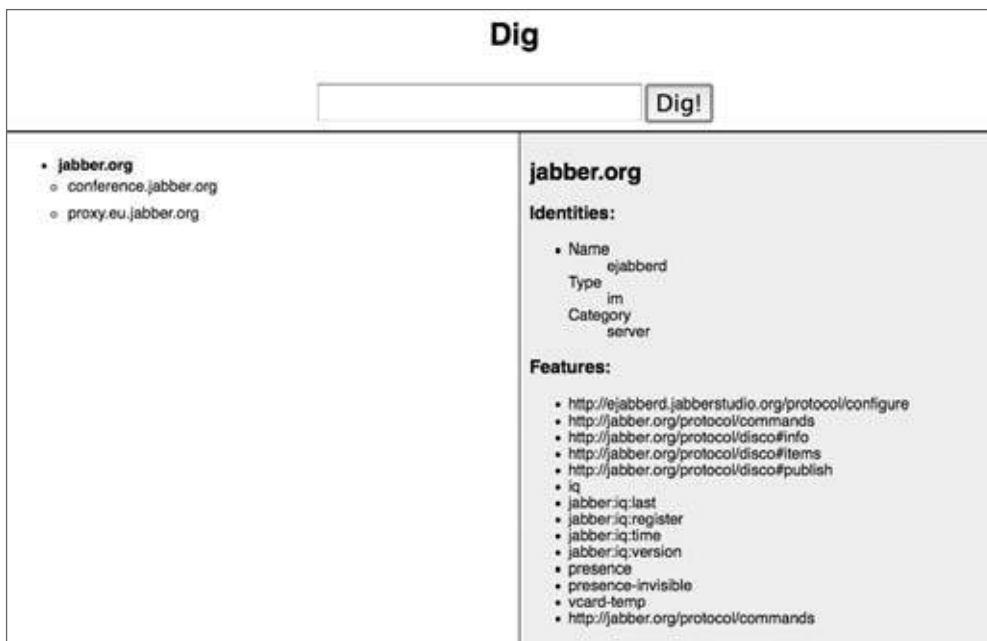 Dig
Dig!
jabber.org
conference.jabber.org
proxy.eu.jabber.org
jabber.org
Identities:
Name
ejabberd
Type
im
Category
server
Features:
http://ejabberd.jabberstudio.org/protocol/configure
http://jabber.org/protocol/commands
http://jabber.org/protocol/disco#info
http://jabber.org/protocol/disco#items
http://jabber.org/protocol/disco#publish
iq
jabber:iq:last
jabber:iq:register
jabber:iq:time
jabber:iq:version
presence
presence-invisible
vcard-temp
http://jabber.org/protocol/commands